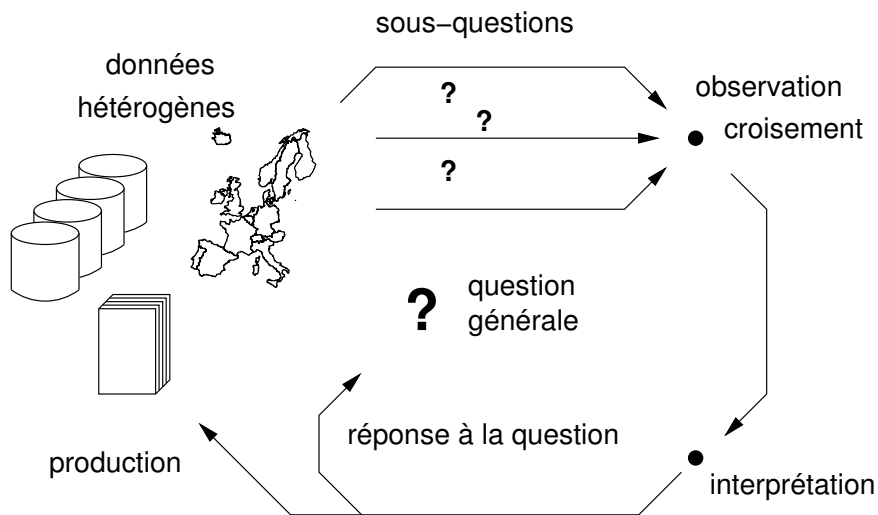 sous-questions
données
hétérogènes
?
?
?
observation
croisement
?
question
générale
réponse à la question
production
interprétation